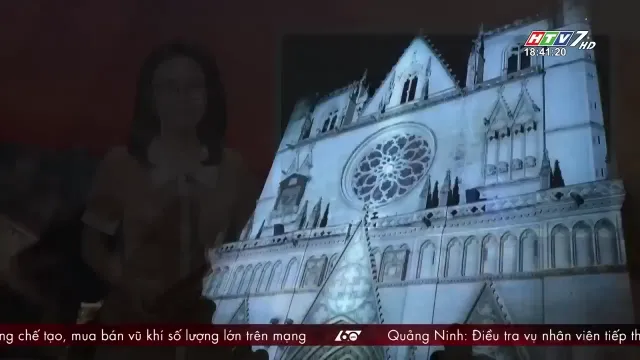 HTV7 HD
18:41:20
ng chế tạo, mua bán vũ khí số lượng lớn trên mạng
60
Quảng Ninh: Điều tra vụ nhân viên tiếp th